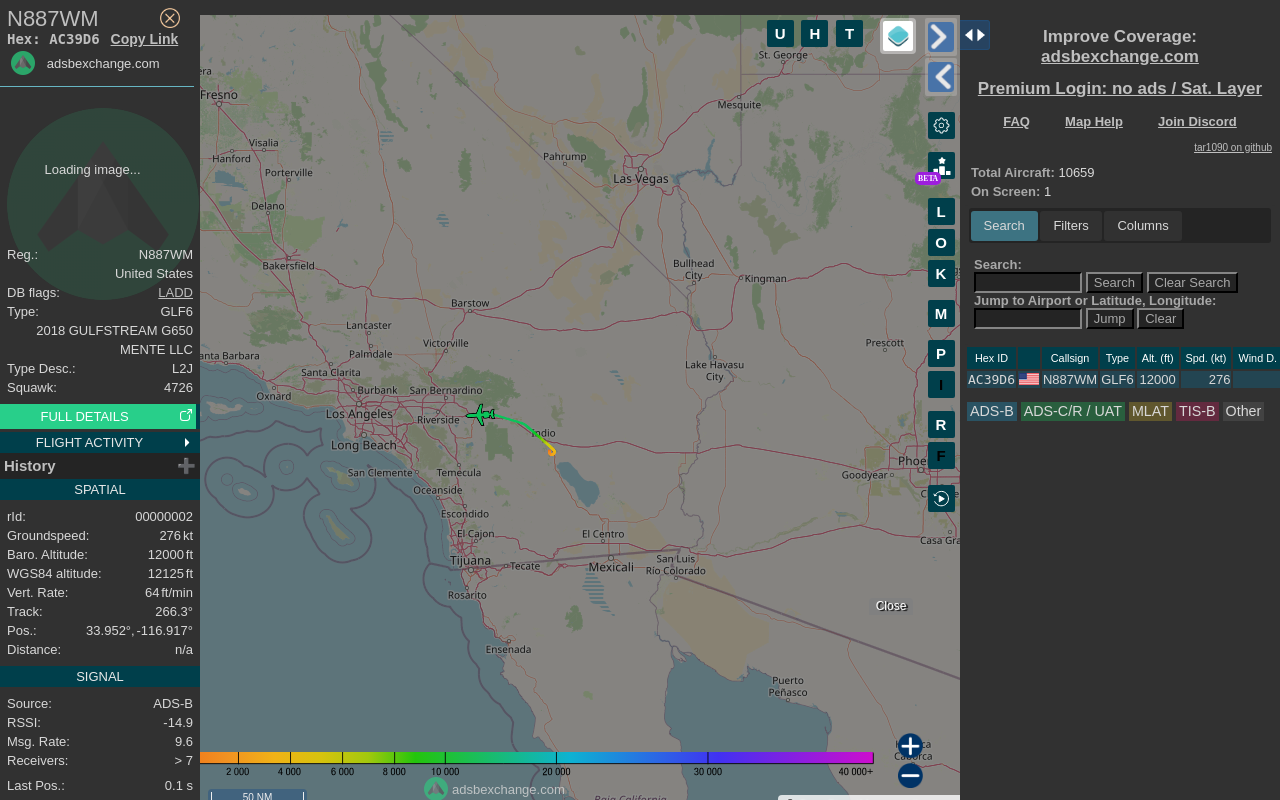 N887WM
Hex: AC39D6 Copy Link
adsbexchange.com
Loading image...
Reg.: N887WM
United States
DB flags: LADD
Type: GLF6
2018 GULFSTREAM G650
MENTE LLC
Type Desc.: L2J
Squawk: 4726
FULL DETAILS
FLIGHT ACTIVITY
History
SPATIAL
rId: 00000002
Groundspeed: 276 kt
Baro. Altitude: 12000 ft
WGS84 altitude: 12125 ft
Vert. Rate: 64 ft/min
Track: 266.3°
Pos.: 33.952°, -116.917°
Distance: n/a
SIGNAL
Source: ADS-B
RSSI: -14.9
Msg. Rate: 9.6
Receivers: > 7
Last Pos.: 0.1 s
U H T
St. George
Fresno
Mesquite
Visalia
Hanford
Pahrump
Porterville
Las Vegas
BETA
Delano
L
O
K
Bakersfield
Bullhead
City
Kingman
Barstow
M
Lancaster
Victorville
Prescott
P
anta Barbara
Palmdale
Lake Havasu
City
Santa Clarita
I
Oxnard
Burbank
San Bernardino
Los Angeles
Riverside
R
Indio
Long Beach
F
San Clemente
Temecula
Goodyear
Oceanside
Escondido
El Cajon
El Centro
Casa Gra
Tijuana
Tecate
Mexicali
San Luis
Río Colorado
Rosarito
Close
Ensenada
Puerto
Peñasco
Caborca
2 000 4 000 6 000 8 000 10 000 20 000 30 000 40 000+
adsbexchange.com
50 NM
Baja California
Improve Coverage:
adsbexchange.com
Premium Login: no ads / Sat. Layer
FAQ Map Help Join Discord
tar1090 on github
Total Aircraft: 10659
On Screen: 1
Search Filters Columns
Search:
Search Clear Search
Jump to Airport or Latitude, Longitude:
Jump Clear
Hex ID Callsign Type Alt. (ft) Spd. (kt) Wind D.
AC39D6 N887WM GLF6 12000 276
ADS-B ADS-C/R / UAT MLAT TIS-B Other